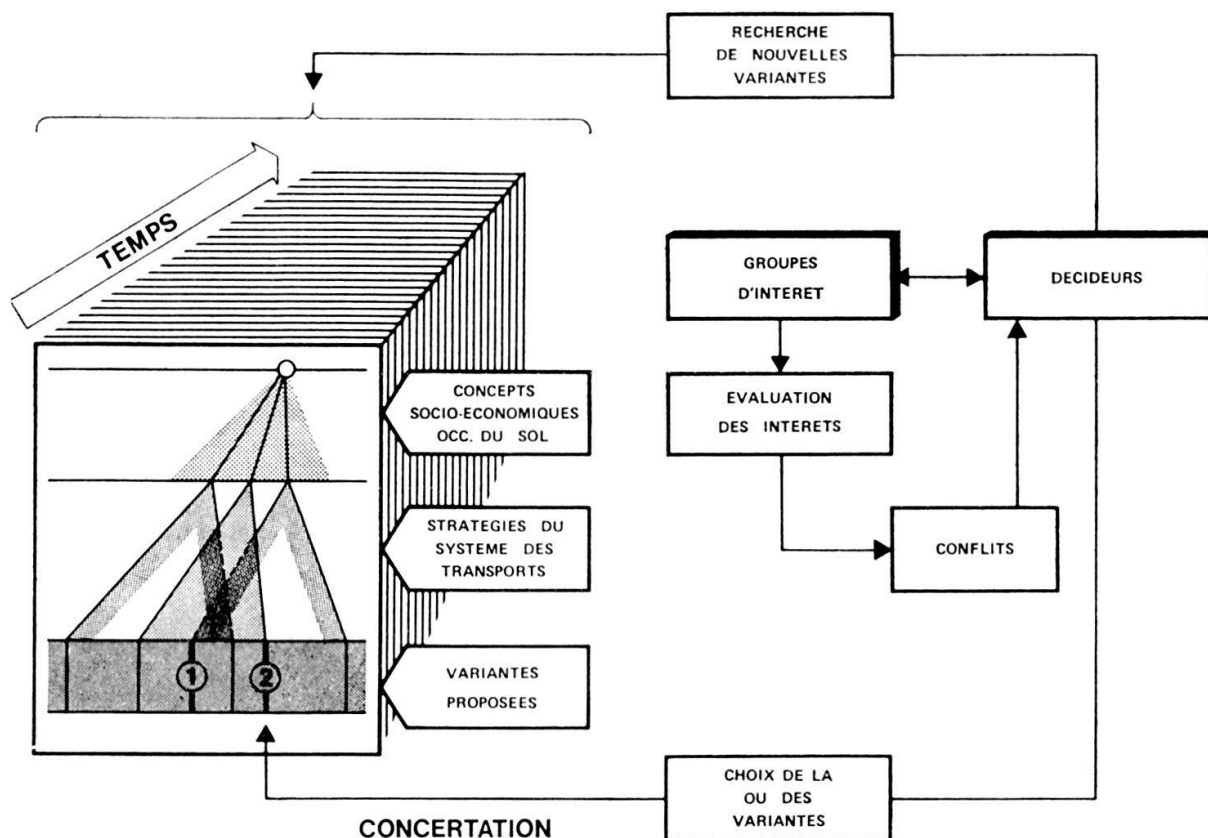 RECHERCHE
DE NOUVELLES
VARIANTES
TEMPS
GROUPES
D'INTERET
DECIDEURS
CONCEPTS
SOCIO-ECONOMIQUES
OCC. DU SOL
EVALUATION
DES INTERETS
STRATEGIES DU
SYSTEME DES
TRANSPORTS
CONFLITS
VARIANTES
PROPOSEES
1
2
CHOIX DE LA
OU DES
VARIANTES
CONCERTATION